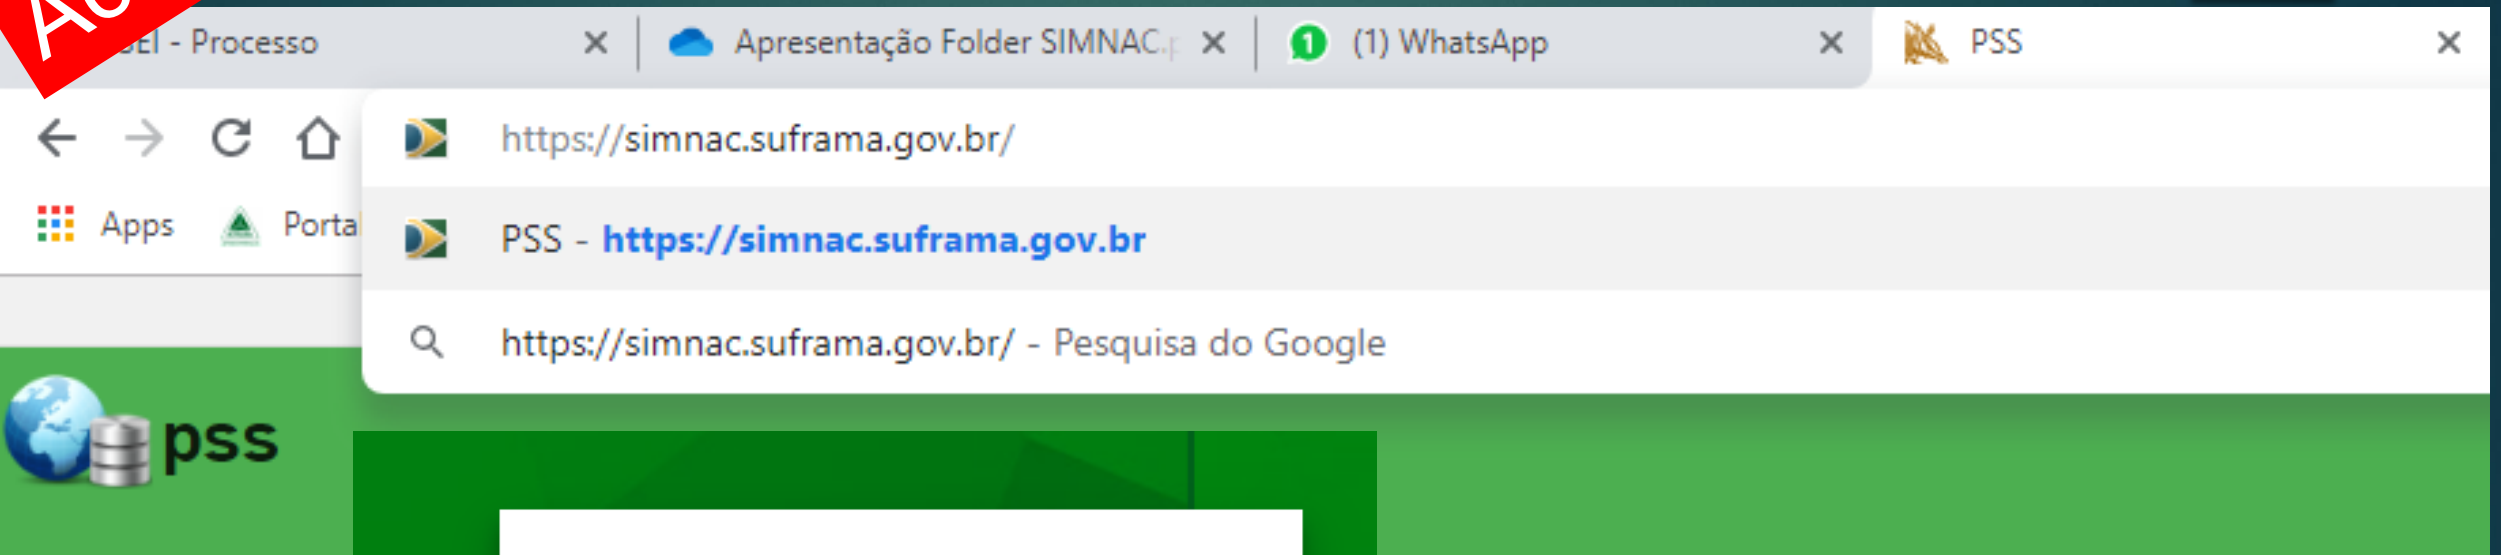 - Processo
Apresentação Folder SIMNAC.
(1) WhatsApp
PSS
https://simnac.suframa.gov.br/
Apps
Portal
PSS - https://simnac.suframa.gov.br
https://simnac.suframa.gov.br/ - Pesquisa do Google
pss